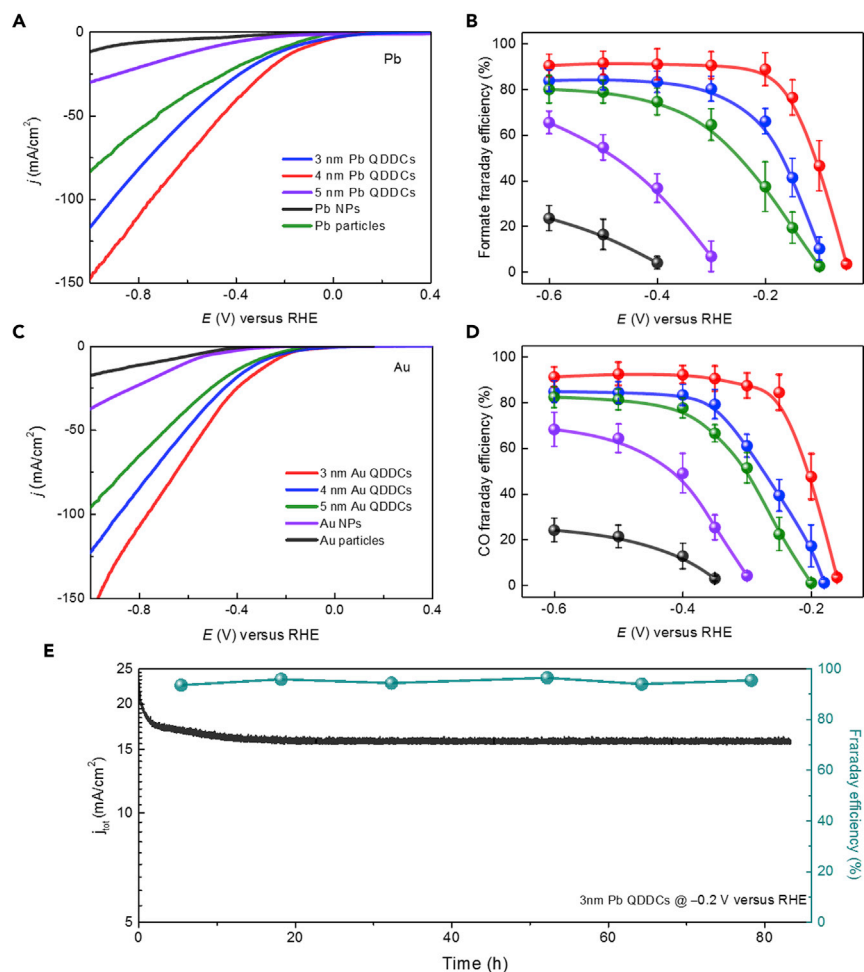 A
B
0
-50
-100
-150
j (mA/cm²)
Pb
3 nm Pb QDDCs
4 nm Pb QDDCs
5 nm Pb QDDCs
Pb NPs
Pb particles
-0.8
-0.4
0.0
0.4
E (V) versus RHE
100
80
60
40
20
0
Formate fraraday efficiency (%)
-0.6
-0.4
-0.2
E (V) versus RHE
C
D
0
-50
-100
-150
j (mA/cm²)
Au
3 nm Au QDDCs
4 nm Au QDDCs
5 nm Au QDDCs
Au NPs
Au particles
-0.8
-0.4
0.0
0.4
E (V) versus RHE
100
80
60
40
20
0
CO fraraday efficiency (%)
-0.6
-0.4
-0.2
E (V) versus RHE
E
25
20
15
10
5
jtot (mA/cm²)
100
80
60
40
20
0
Fraraday efficiency
(%)
3nm Pb QDDCs @ –0.2 V versus RHE
0
20
40
60
80
Time (h)